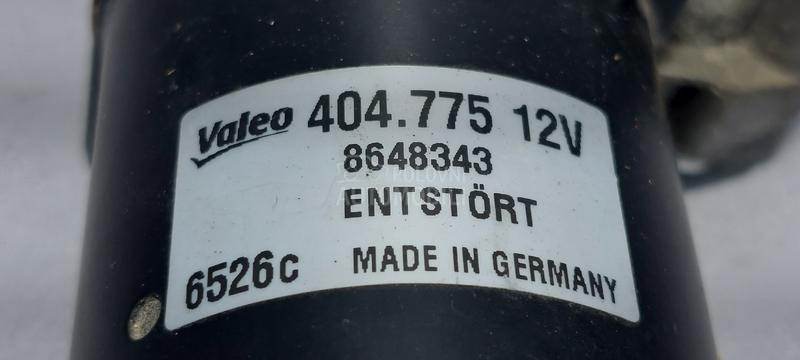 Valeo 404.775 12V
8648343
ENTSTÖRT
6526c MADE IN GERMANY